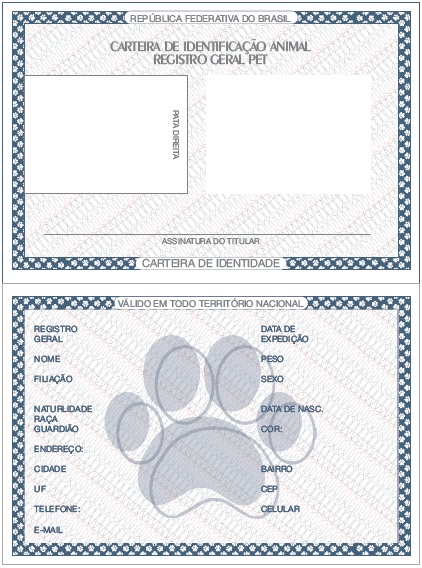 REPÚBLICA FEDERATIVA DO BRASIL
CARTEIRA DE IDENTIFICAÇÃO ANIMAL
REGISTRO GERAL PET
PATA DIREITA
ASSINATURA DO TITULAR
CARTEIRA DE IDENTIDADE
VÁLIDO EM TODO TERRITÓRIO NACIONAL
REGISTRO GERAL
DATA DE EXPEDIÇÃO
NOME
PESO
FILIAÇÃO
SEXO
NATURLIDADE
DATA DE NASC.
RAÇA
GUARDIÃO
COR:
ENDEREÇO:
CIDADE
BAIRRO
UF
CEP
TELEFONE:
CELULAR
E-MAIL